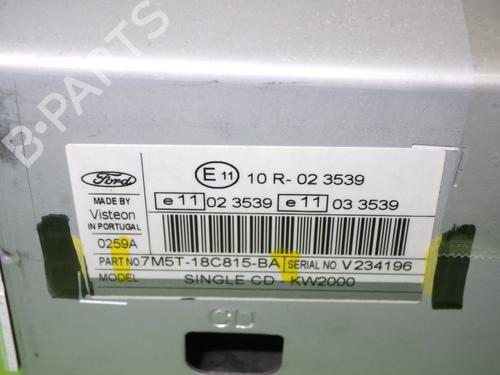 B-PARTS
Ford
E 11 10 R- 02 3539
MADE BY
Visteon
IN PORTUGAL
0259A
e 11 02 3539 e 11 03 3539
PART NO. 7M5T-18C815-BA SERIAL NO. V 234196
MODEL SINGLE CD - KW2000
CD